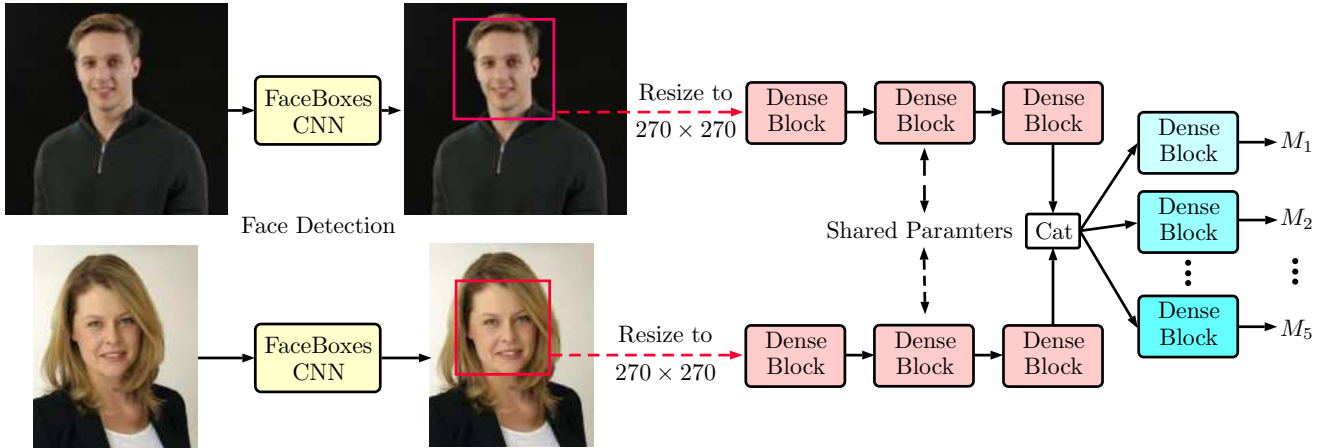 FaceBoxes
CNN
Resize to
270 × 270
Dense
Block
Dense
Block
Dense
Block
Dense
Block
M₁
Face Detection
Shared Paramters
Cat
Dense
Block
M₂
FaceBoxes
CNN
Resize to
270 × 270
Dense
Block
Dense
Block
Dense
Block
Dense
Block
M₅